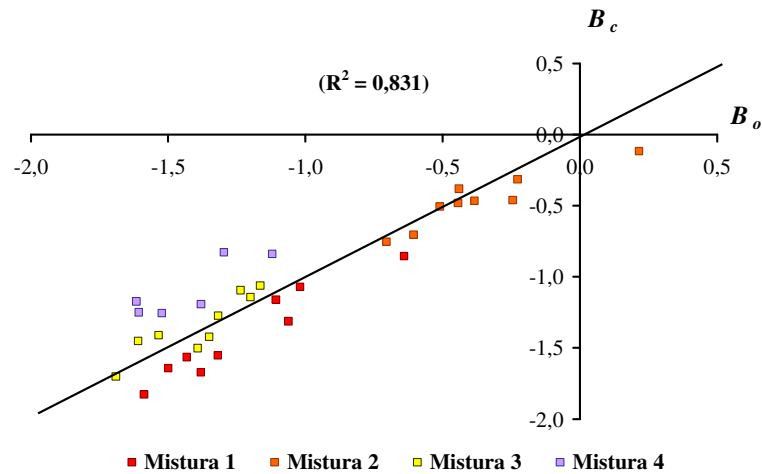 B c
0,5
(R² = 0,831)
0,0
B o
-2,0 -1,5 -1,0 -0,5 0,0 0,5
-0,5
-1,0
-1,5
-2,0
Mistura 1 Mistura 2 Mistura 3 Mistura 4